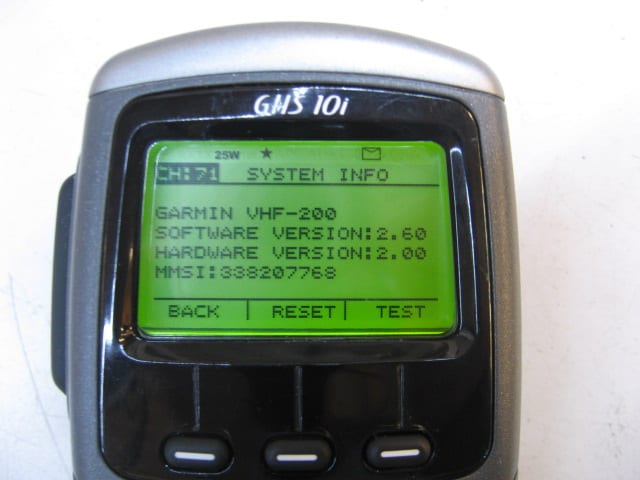 GHS 10i
25W ★
CH:71 SYSTEM INFO
GARMIN VHF-200
SOFTWARE VERSION:2.60
HARDWARE VERSION:2.00
MMSI:338207768
BACK | RESET | TEST